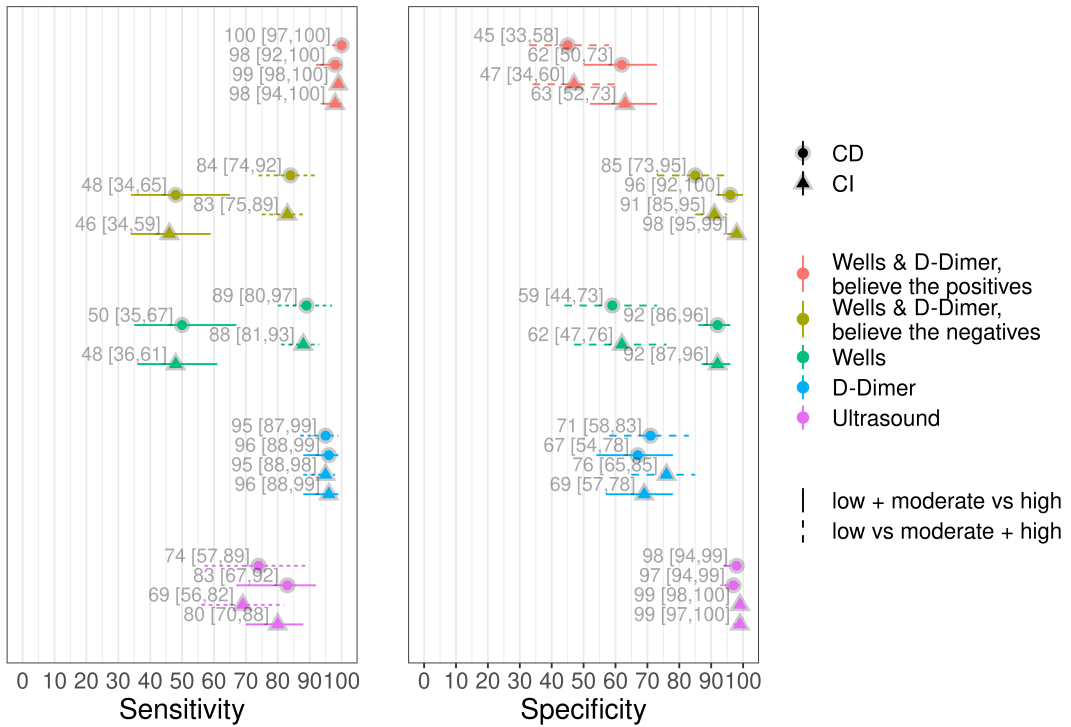 100 [97,100]
98 [92,100]
99 [98,100]
98 [94,100]
84 [74,92]
48 [34,65]
83 [75,89]
46 [34,59]
89 [80,97]
50 [35,67]
88 [81,93]
48 [36,61]
95 [87,99]
96 [88,99]
95 [88,98]
96 [88,99]
74 [57,89]
83 [67,92]
69 [56,82]
80 [70,88]
0 10 20 30 40 50 60 70 80 90 100
Sensitivity
45 [33,58]
62 [50,73]
47 [34,60]
63 [52,73]
85 [73,95]
96 [92,100]
91 [85,95]
98 [95,99]
59 [44,73]
92 [86,96]
62 [47,76]
92 [87,96]
71 [58,83]
67 [54,78]
76 [65,85]
69 [57,78]
98 [94,99]
97 [94,99]
99 [98,100]
99 [97,100]
0 10 20 30 40 50 60 70 80 90 100
Specificity
CD
CI
Wells & D-Dimer,
believe the positives
Wells & D-Dimer,
believe the negatives
Wells
D-Dimer
Ultrasound
low + moderate vs high
low vs moderate + high